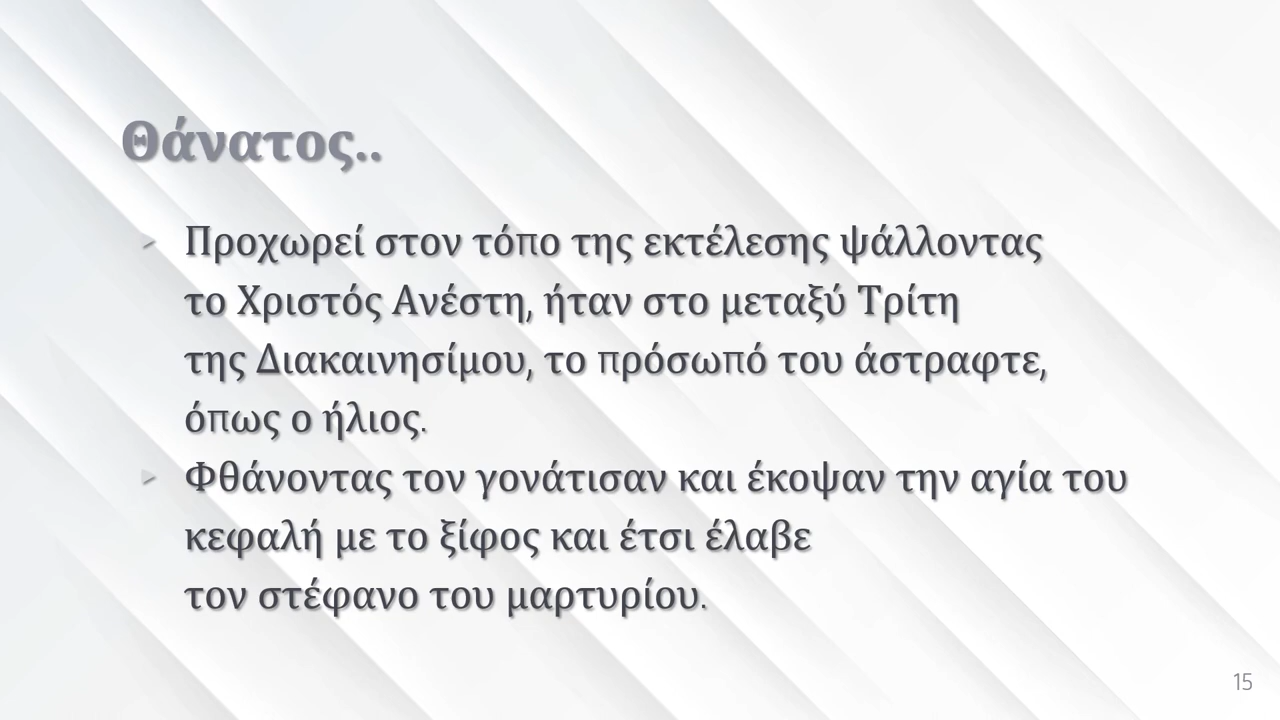 Θάνατος..
Προχωρεί στον τόπο της εκτέλεσης ψάλλοντας
το Χριστός Ανέστη, ήταν στο μεταξύ Τρίτη
της Διακαινησίμου, το πρόσωπό του άστραφτε,
όπως ο ήλιος.
Φθάνοντας τον γονάτισαν και έκοψαν την αγία του
κεφαλή με το ξίφος και έτσι έλαβε
τον στέφανο του μαρτυρίου.
15